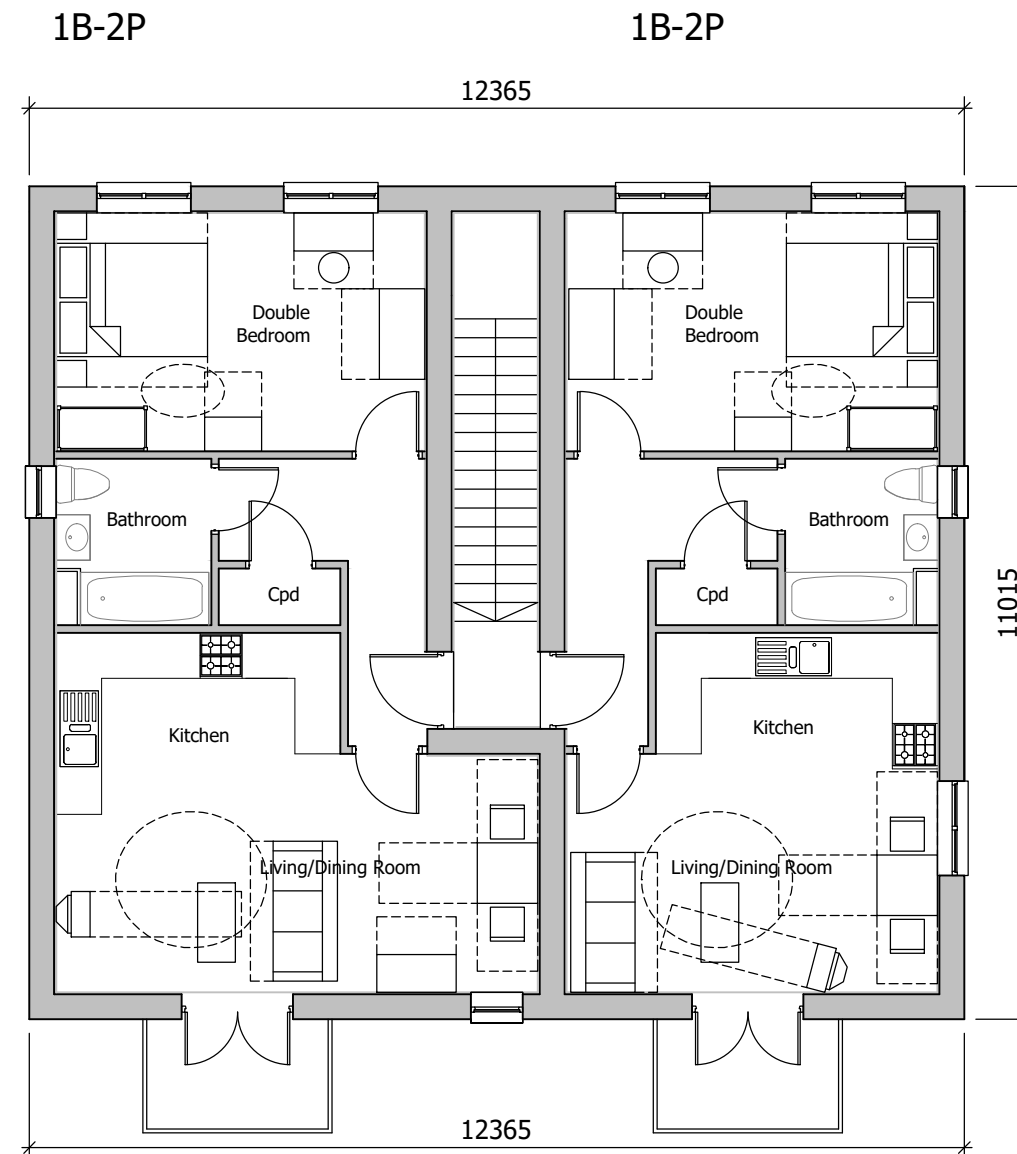 1B-2P
1B-2P
12365
Double
Bedroom
Double
Bedroom
Bathroom
Bathroom
Cpd
Cpd
11015
Kitchen
Kitchen
Living/Dining Room
Living/Dining Room
12365